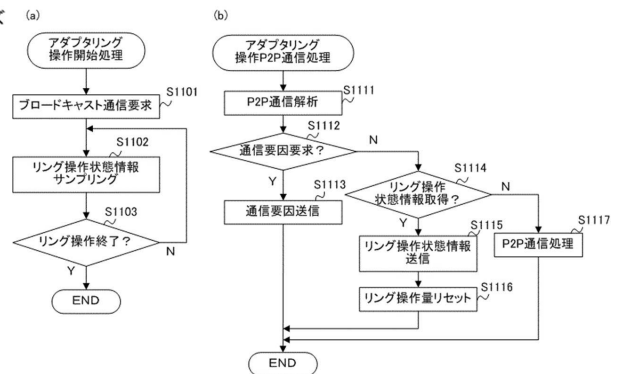 ズ
(a)
アダプタリング
操作開始処理
S1101
ブロードキャスト通信要求
S1102
リング操作状態情報
サンプリング
S1103
リング操作終了?
N
Y
END
(b)
アダプタリング
操作P2P通信処理
S1111
P2P通信解析
S1112
通信要因要求?
N
Y
S1113
通信要因送信
S1114
リング操作
状態情報取得?
N
Y
S1115
リング操作状態情報
送信
S1116
リング操作量リセット
S1117
P2P通信処理
END